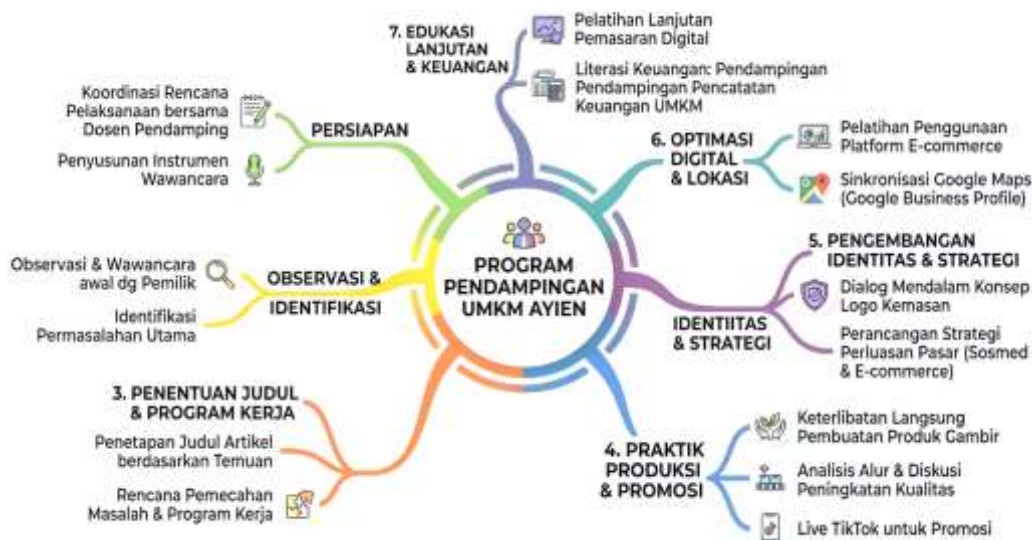 PROGRAM
PENDAMPINGAN
UMKM AYIEN
PERSIAPAN
Koordinasi Rencana
Pelaksanaan bersama
Dosen Pendamping
Penyusunan Instrumen
Wawancara
OBSERVASI &
IDENTIFIKASI
Observasi & Wawancara
awal dg Pemilik
Identifikasi
Permasalahan Utama
3. PENENTUAN JUDUL
& PROGRAM KERJA
Penetapan Judul Artikel
berdasarkan Temuan
Rencana Pemecahan
Masalah & Program Kerja
4. PRAKTIK
PRODUKSI
& PROMOSI
Keterlibatan Langsung
Pembuatan Produk Gambir
Analisis Alur & Diskusi
Peningkatan Kualitas
Live TikTok untuk Promosi
IDENTIITAS
& STRATEGI
5. PENGEMBANGAN
IDENTITAS & STRATEGI
Dialog Mendalam Konsep
Logo Kemasan
Perancangan Strategi
Perluasan Pasar (Sosmed
& E-commerce)
6. OPTIMASI
DIGITAL
& LOKASI
Pelatihan Penggunaan
Platform E-commerce
Sinkronisasi Google Maps
(Google Business Profile)
7. EDUKASI
LANJUTAN
& KEUANGAN
Pelatihan Lanjutan
Pemasaran Digital
Literasi Keuangan: Pendampingan
Pendampingan Pencatatan
Keuangan UMKM